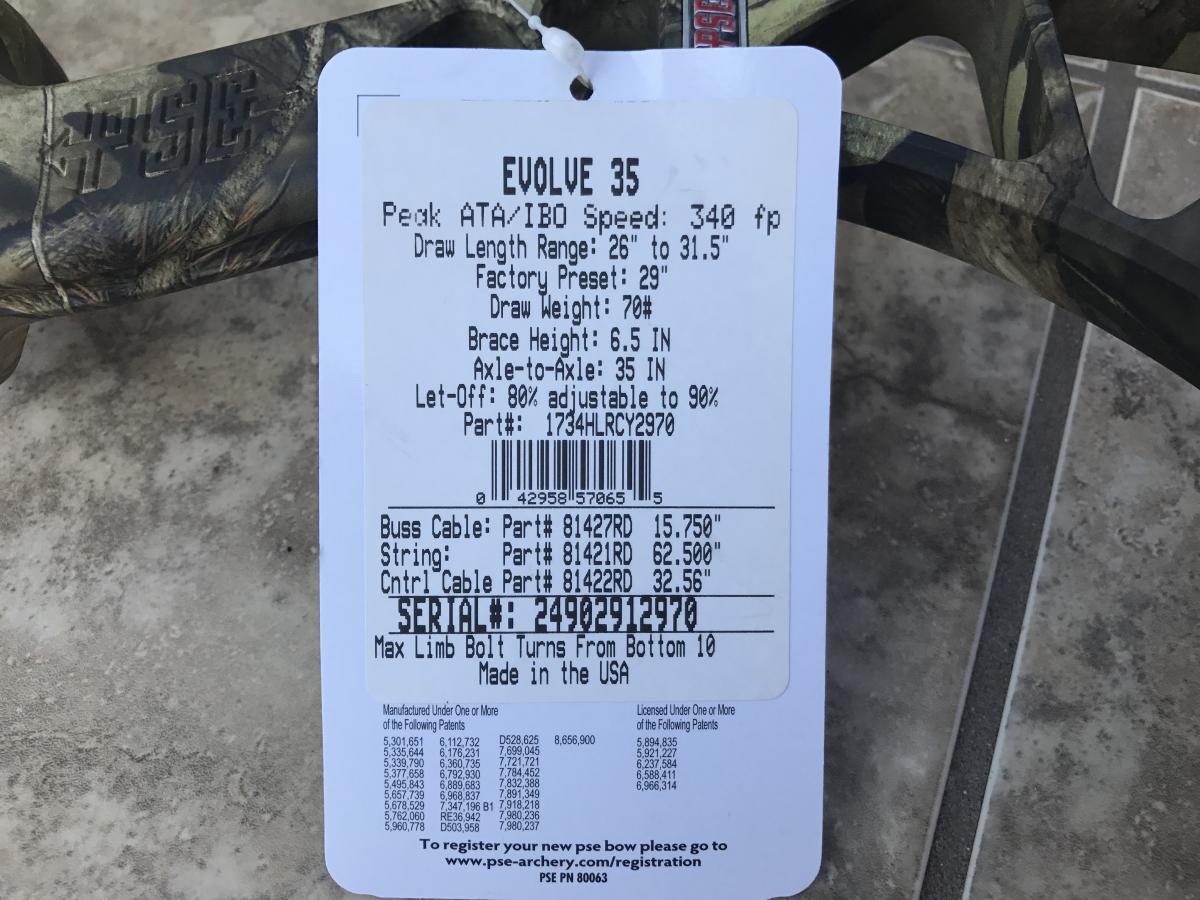 PSE
PSE
EVOLVE 35
Peak ATA/IBO Speed: 340 fp
Draw Length Range: 26" to 31.5"
Factory Preset: 29"
Draw Weight: 70#
Brace Height: 6.5 IN
Axle-to-Axle: 35 IN
Let-Off: 80% adjustable to 90%
Part#: 1734HLRCY2970
0 42958 57065 5
Buss Cable: Part# 81427RD 15.750"
String: Part# 81421RD 62.500"
Cntrl Cable Part# 81422RD 32.56"
SERIAL#: 24902912970
Max Limb Bolt Turns From Bottom 10
Made in the USA
Manufactured Under One or More
of the Following Patents
5,301,651 6,112,732 D528,625 8,656,900
5,335,644 6,176,231 7,699,045
5,339,790 6,360,735 7,721,721
5,377,658 6,792,930 7,784,452
5,495,843 6,889,683 7,832,388
5,657,739 6,968,837 7,891,349
5,678,529 7,347,196 B1 7,918,218
5,762,060 RE36,942 7,980,236
5,960,778 D503,958 7,980,237
Licensed Under One or More
of the Following Patents
5,894,835
5,921,227
6,237,584
6,588,411
6,966,314
To register your new pse bow please go to
www.pse-archery.com/registration
PSE PN 80063